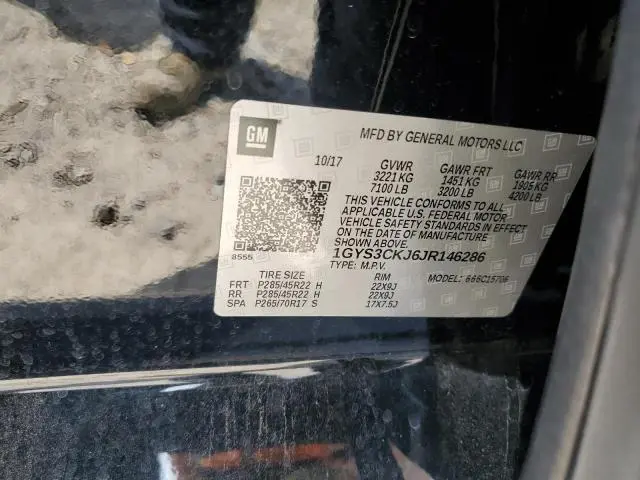 GM
MFD BY GENERAL MOTORS LLC
10/17 GVWR GAWR FRT GAWR RR
3221 KG 1451 KG 1905 KG
7100 LB 3200 LB 4200 LB
THIS VEHICLE CONFORMS TO ALL
APPLICABLE U.S. FEDERAL MOTOR
VEHICLE SAFETY STANDARDS IN EFFECT
ON THE DATE OF MANUFACTURE
SHOWN ABOVE.
8555 1GYS3CKJ6JR146286
TYPE: M.P.V. MODEL:
TIRE SIZE RIM
FRT P285/45R22 H 22X9J
RR P285/45R22 H 22X9J
SPA P265/70R17 S 17X7.5J